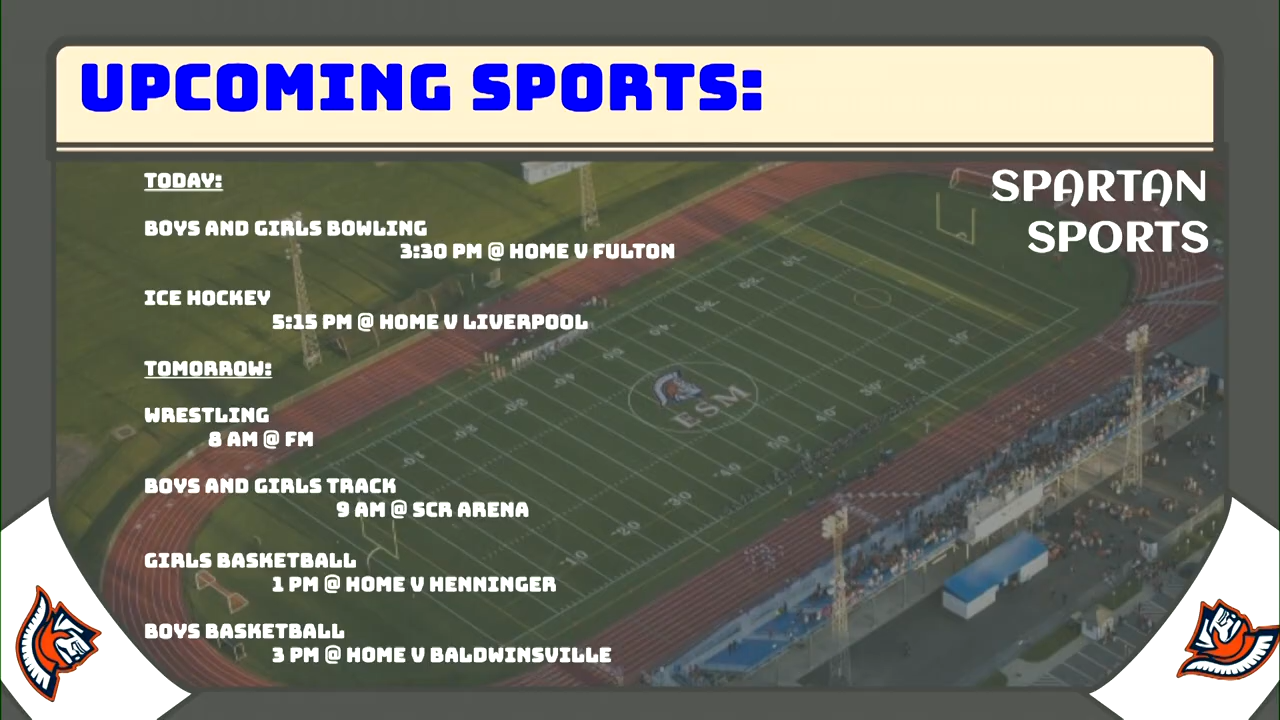 UPCOMING SPORTS:
SPARTAN
SPORTS
TODAY:
BOYS AND GIRLS BOWLING
3:30 PM @ HOME V FULTON
ICE HOCKEY
5:15 PM @ HOME V LIVERPOOL
TOMORROW:
WRESTLING
8 AM @ FM
BOYS AND GIRLS TRACK
9 AM @ SCR ARENA
GIRLS BASKETBALL
1 PM @ HOME V HENNINGER
BOYS BASKETBALL
3 PM @ HOME V BALDWINSVILLE
ESM